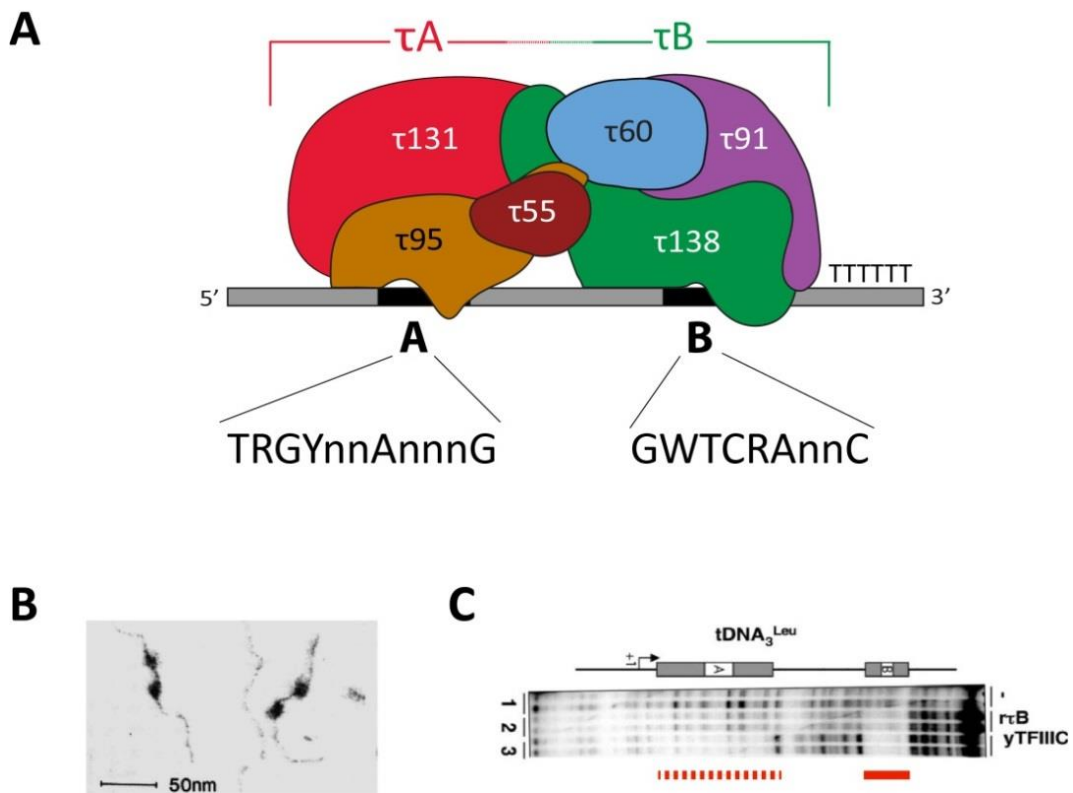 A
τA
τB
τ131
τ60
τ91
τ55
τ95
τ138
TTTTTT
5′
3′
A
B
TRGYnnAnnnG
GWTCRAnnC
B
50nm
C
tDNA₃ᴸᵉᵘ
+1
A
B
1
-
2
rτB
yTFIIIC
3